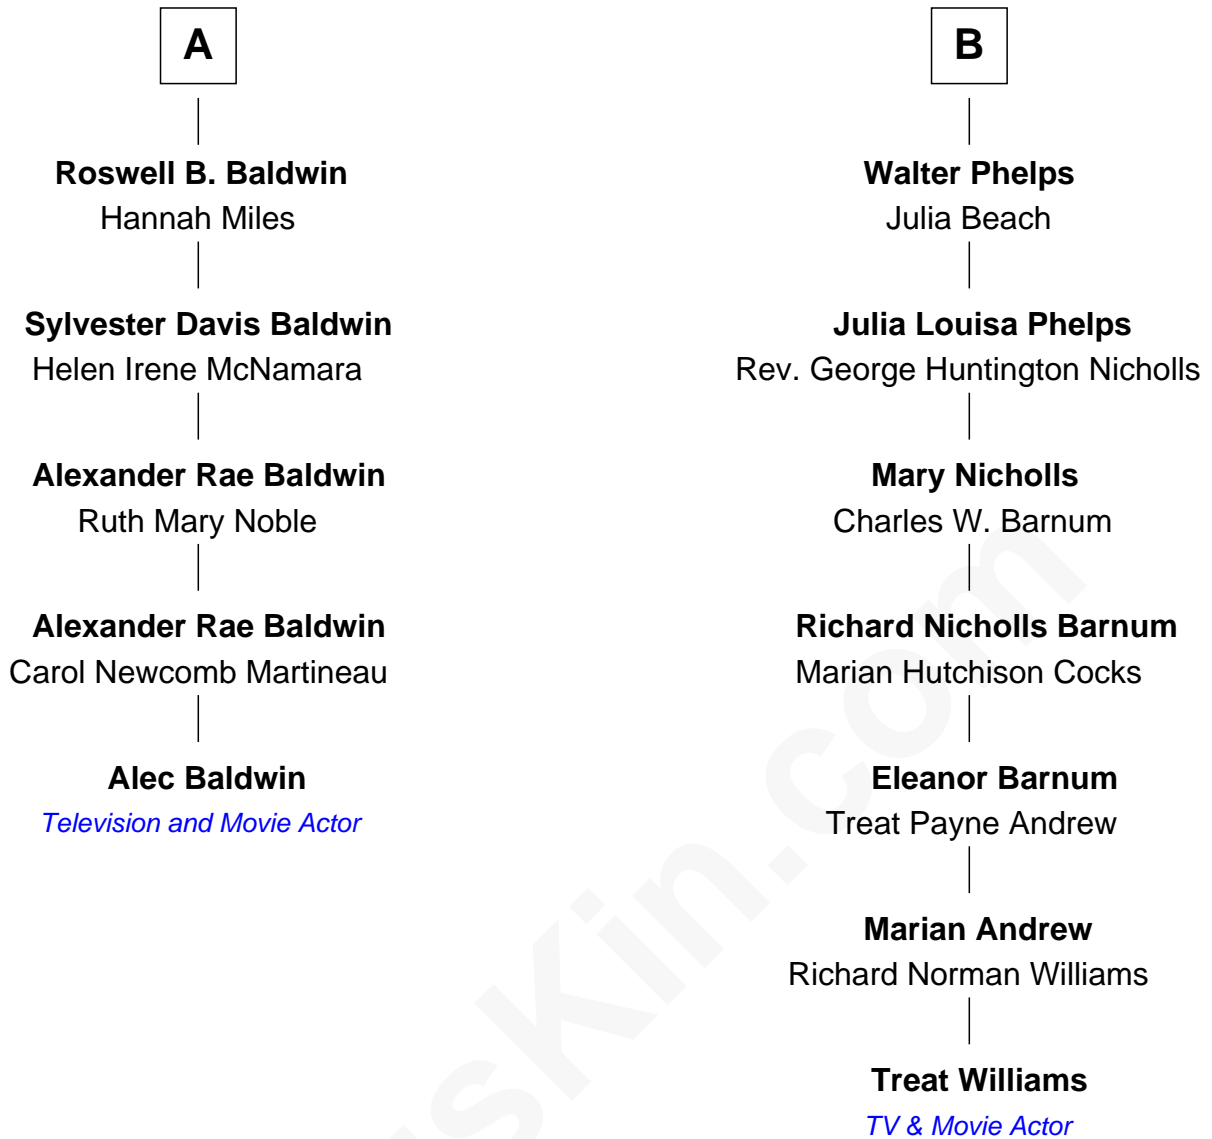 A
Roswell B. Baldwin
Hannah Miles
Sylvester Davis Baldwin
Helen Irene McNamara
Alexander Rae Baldwin
Ruth Mary Noble
Alexander Rae Baldwin
Carol Newcomb Martineau
Alec Baldwin
Television and Movie Actor
B
Walter Phelps
Julia Beach
Julia Louisa Phelps
Rev. George Huntington Nicholls
Mary Nicholls
Charles W. Barnum
Richard Nicholls Barnum
Marian Hutchison Cocks
Eleanor Barnum
Treat Payne Andrew
Marian Andrew
Richard Norman Williams
Treat Williams
TV & Movie Actor